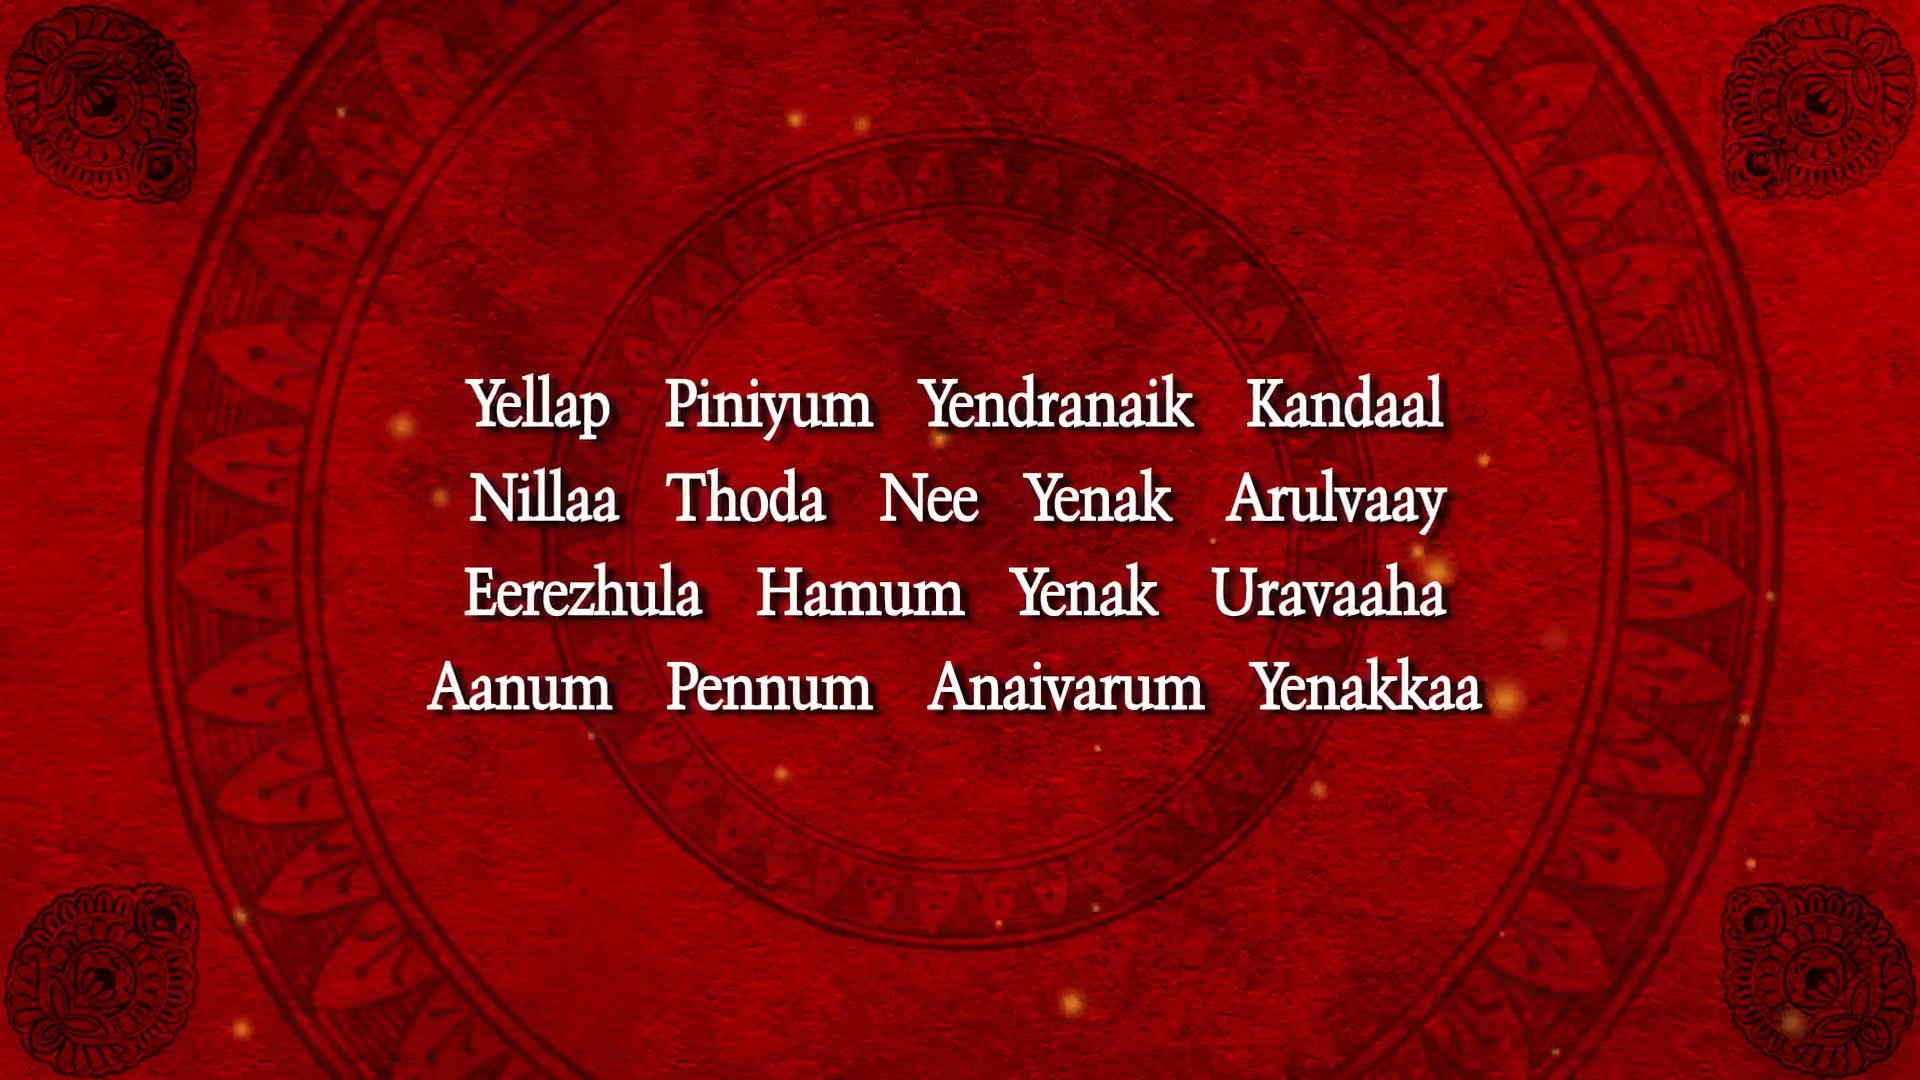 Yellap Piniyum Yendranaik Kandaal
Nillaa Thoda Nee Yenak Arulvaay
Eerezhula Hamum Yenak Uravaaha
Aanum Pennum Anaivarum Yenakkaa